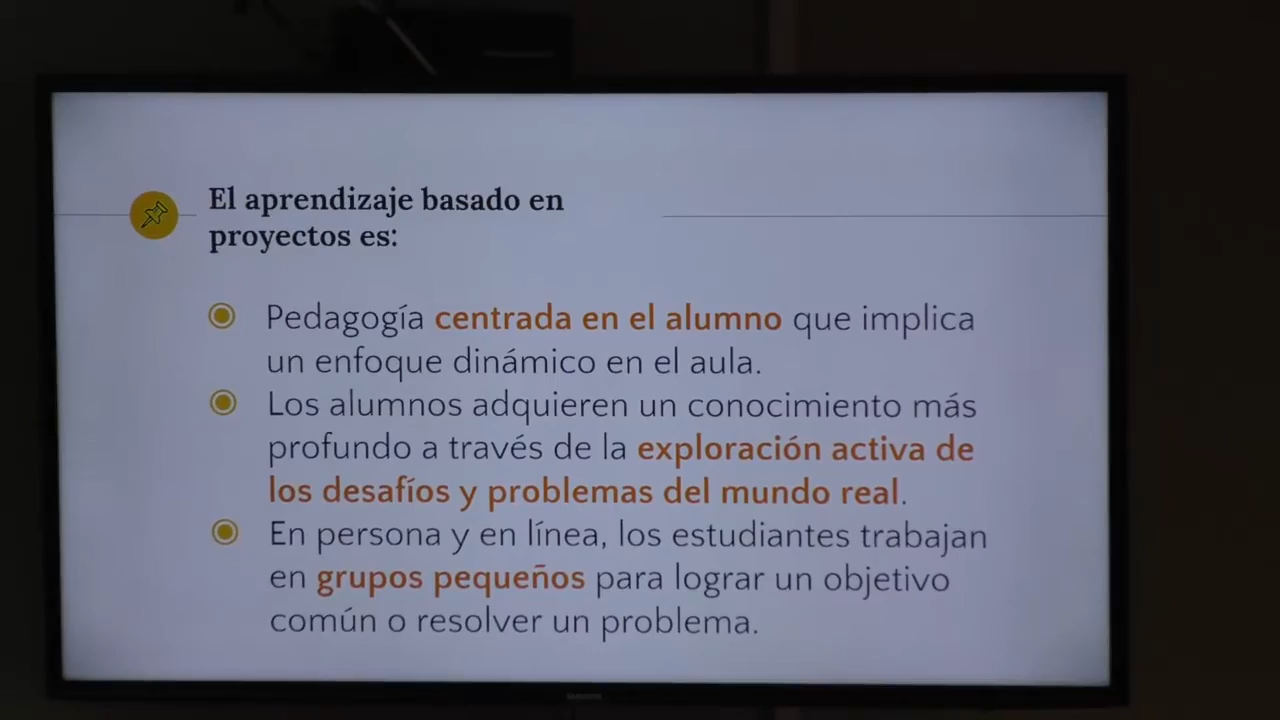 El aprendizaje basado en
proyectos es:
Pedagogía centrada en el alumno que implica
un enfoque dinámico en el aula.
Los alumnos adquieren un conocimiento más
profundo a través de la exploración activa de
los desafíos y problemas del mundo real.
En persona y en línea, los estudiantes trabajan
en grupos pequeños para lograr un objetivo
común o resolver un problema.
SAMSUNG